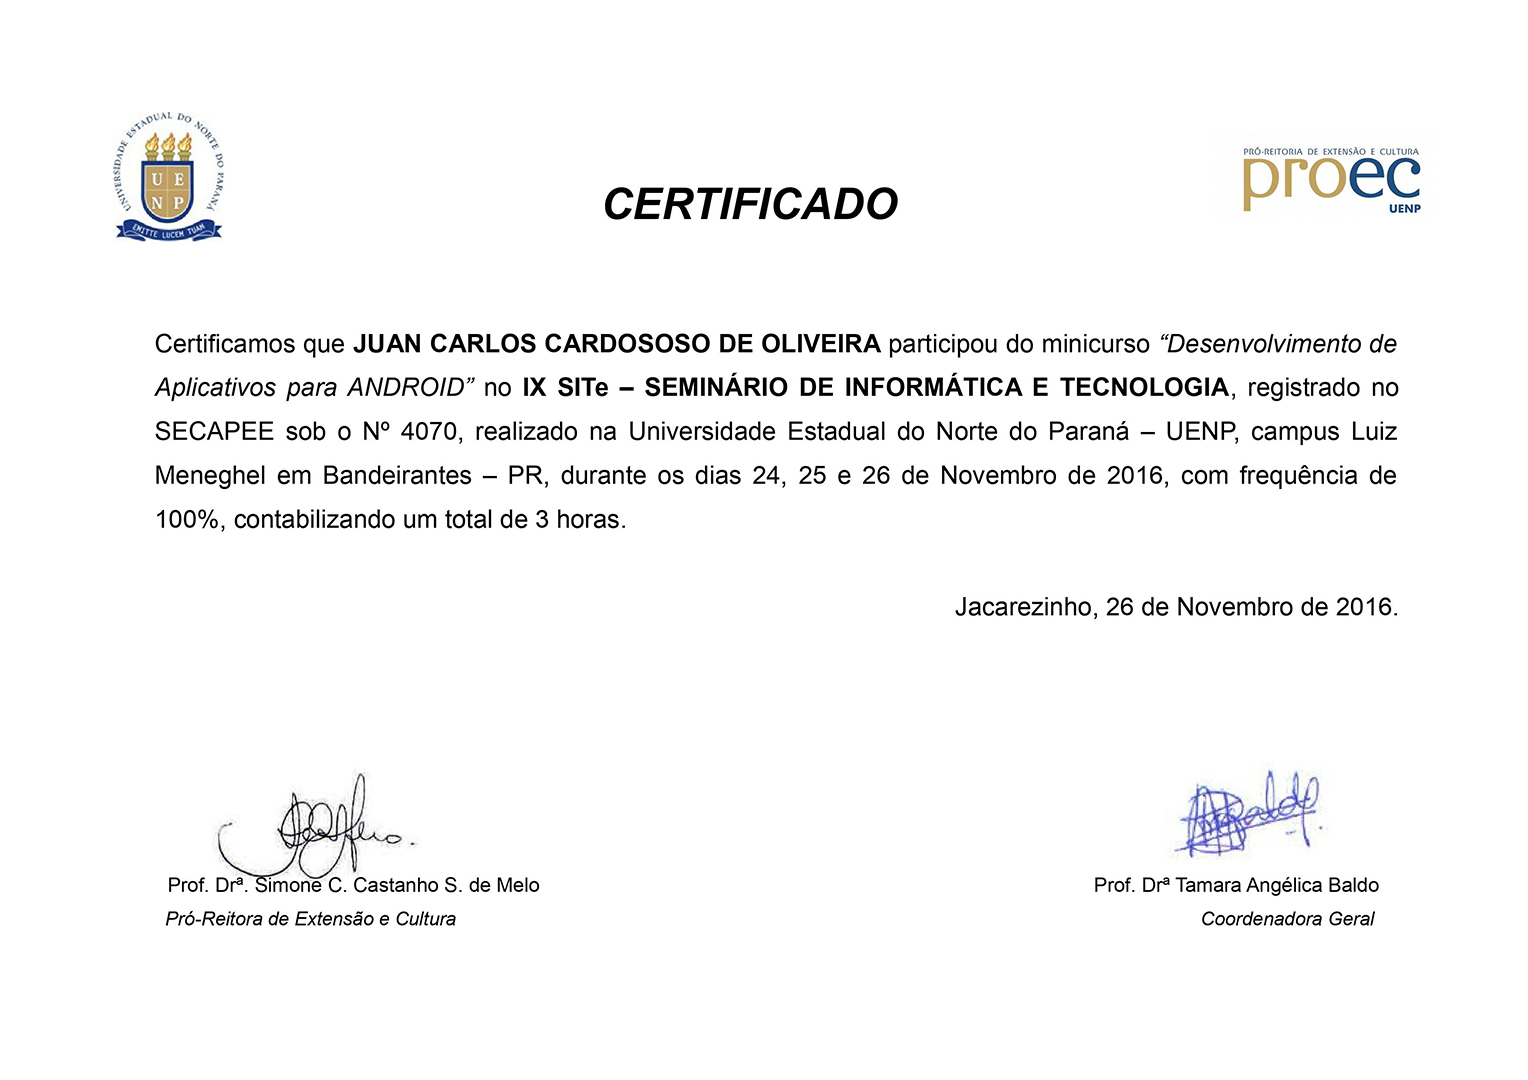 UNIVERSIDADE ESTADUAL DO NORTE DO PARANÁ
U E
N P
EMITTE LUCEM TUAM
CERTIFICADO
PRÓ-REITORIA DE EXTENSÃO E CULTURA
proec
UENP
Certificamos que JUAN CARLOS CARDOSOSO DE OLIVEIRA participou do minicurso “Desenvolvimento de
Aplicativos para ANDROID” no IX SITe – SEMINÁRIO DE INFORMÁTICA E TECNOLOGIA, registrado no
SECAPEE sob o Nº 4070, realizado na Universidade Estadual do Norte do Paraná – UENP, campus Luiz
Meneghel em Bandeirantes – PR, durante os dias 24, 25 e 26 de Novembro de 2016, com frequência de
100%, contabilizando um total de 3 horas.
Jacarezinho, 26 de Novembro de 2016.
Prof. Drª. Simone C. Castanho S. de Melo
Pró-Reitora de Extensão e Cultura
Prof. Drª Tamara Angélica Baldo
Coordenadora Geral